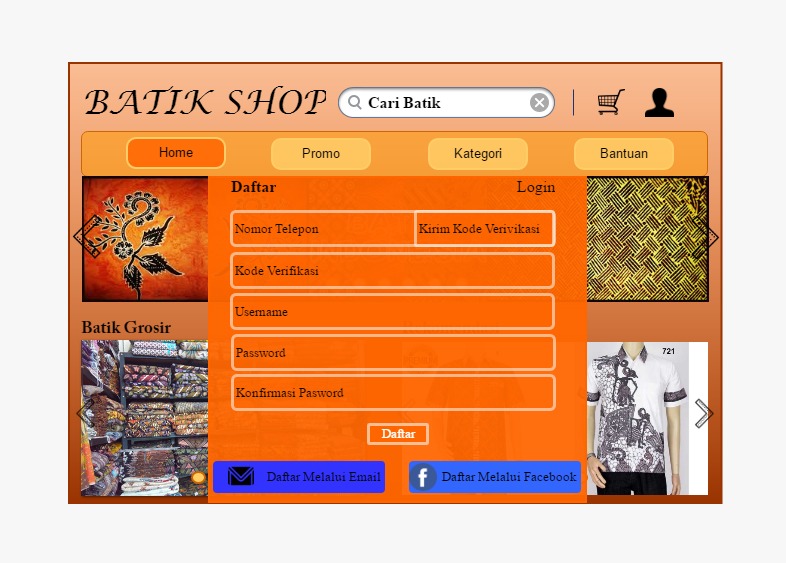 BATIK SHOP
Cari Batik
Home
Promo
Kategori
Bantuan
Daftar
Login
Nomor Telepon
Kirim Kode Verivikasi
Kode Verifikasi
Username
Batik Grosir
Password
721
Konfirmasi Pasword
Daftar
Daftar Melalui Email
f Daftar Melalui Facebook